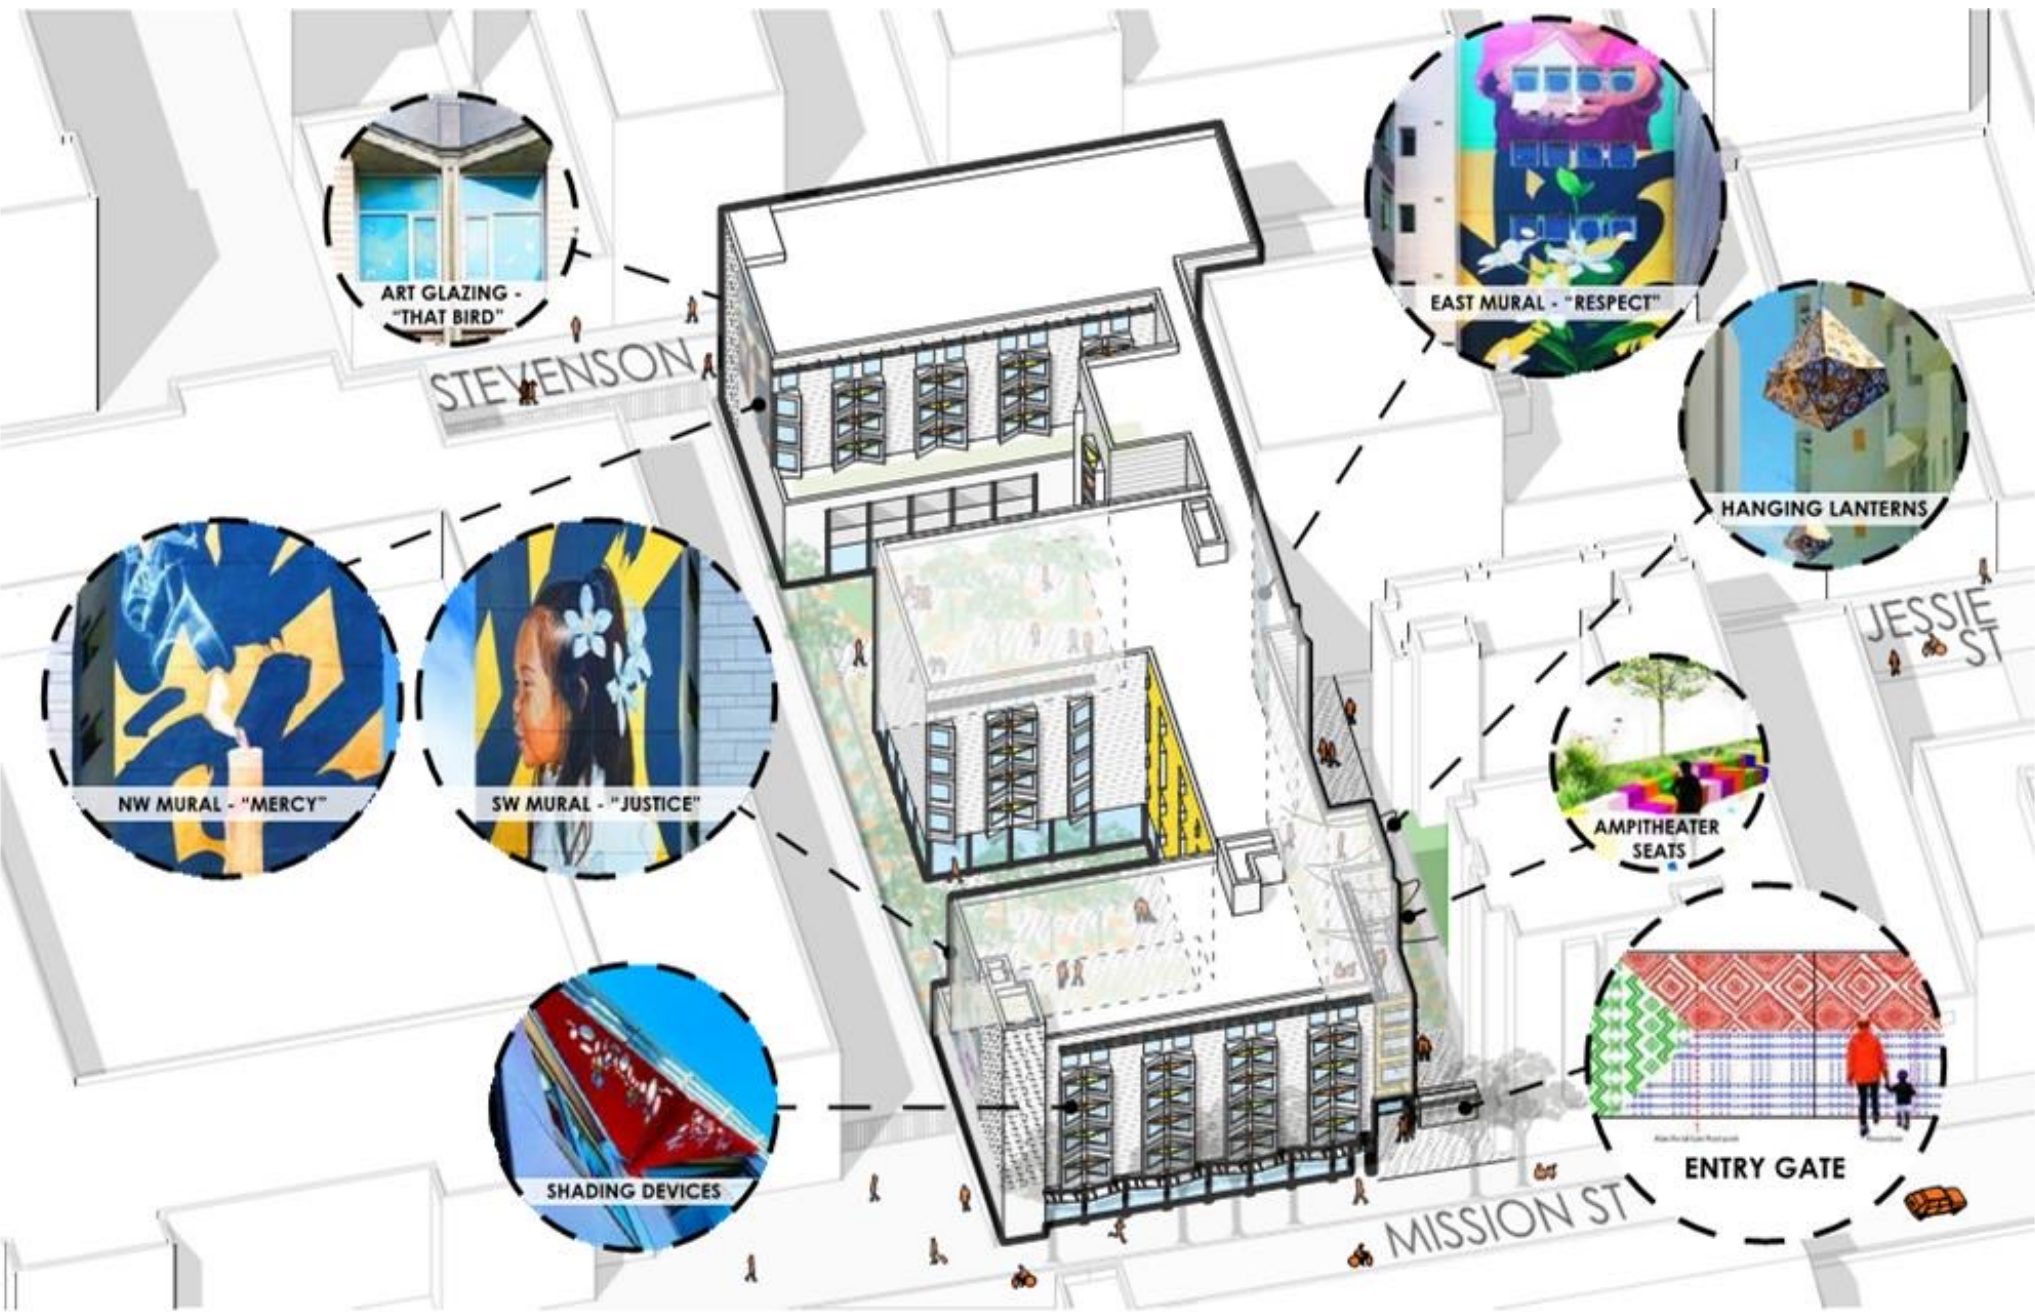 ART GLAZING -
"THAT BIRD"
EAST MURAL - "RESPECT"
STEVENSON
HANGING LANTERNS
JESSIE
ST
NW MURAL - "MERCY"
SW MURAL - "JUSTICE"
AMPITHEATER
SEATS
ENTRY GATE
SHADING DEVICES
MISSION ST